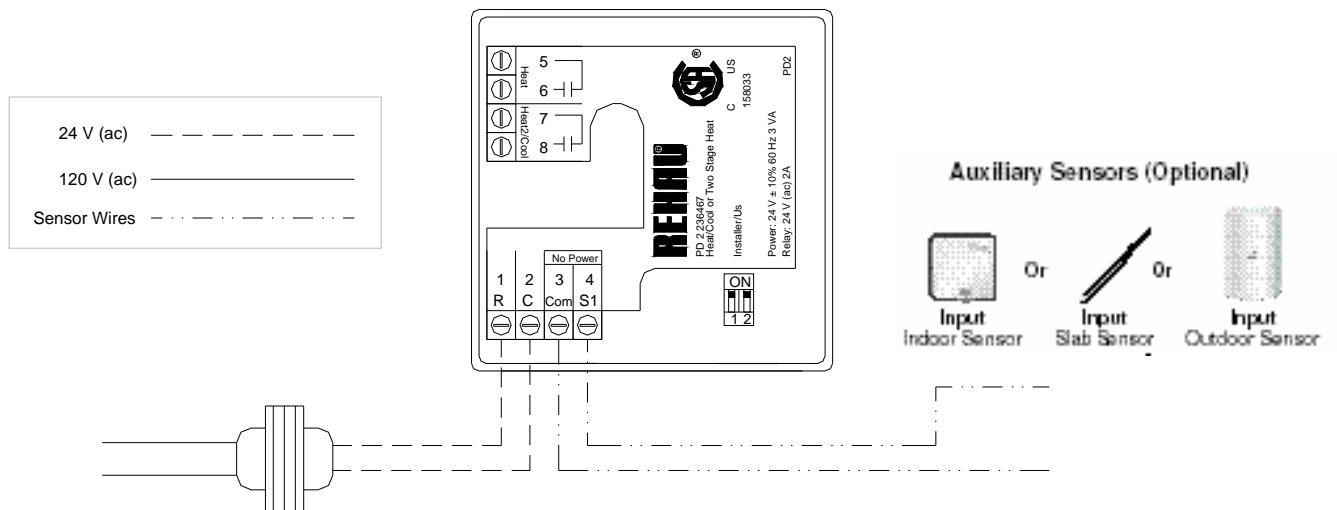 24 V (ac)
120 V (ac)
Sensor Wires
5
Heat
6
7
Heat2/Cool
8
SA
®
C US
158033
PD2
REHAU®
PD 2 236467
Heat/Cool or Two Stage Heat
Installer/Us
Power: 24 V ± 10% 60 Hz 3 VA
Relay: 24 V (ac) 2A
No Power
1 2 3 4
R C Com S1
ON
1 2
Auxiliary Sensors (Optional)
Or Or
Input Input Input
Indoor Sensor Slab Sensor Outdoor Sensor